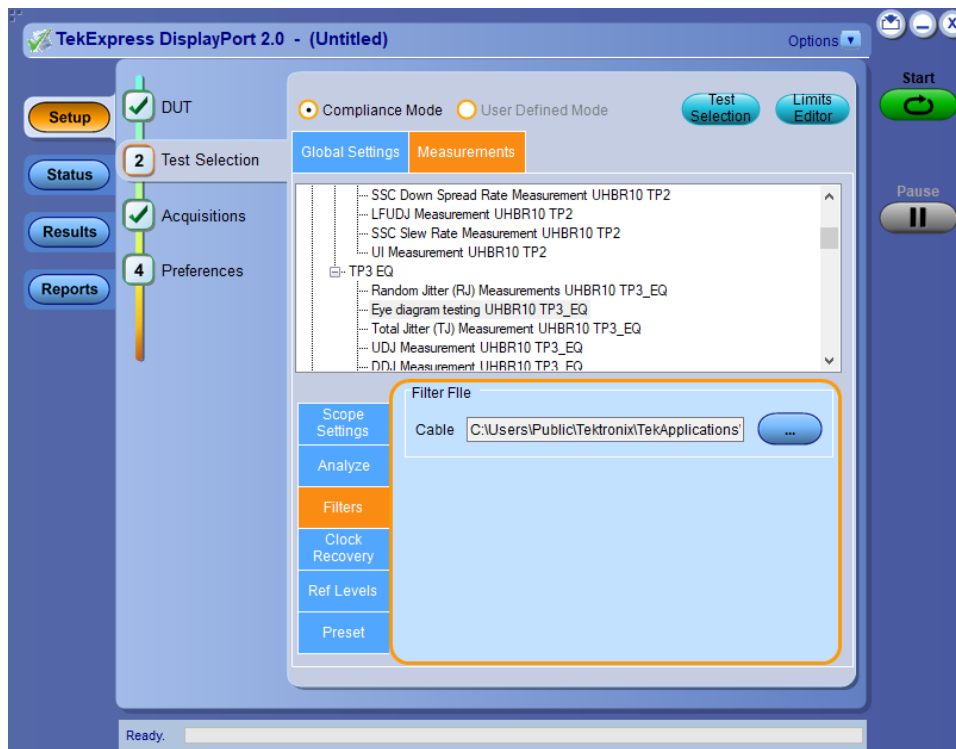 TekExpress DisplayPort 2.0 - (Untitled)
Options
Start
Pause
Setup
Status
Results
Reports
DUT
2 Test Selection
Acquisitions
4 Preferences
Compliance Mode User Defined Mode
Test Selection
Limits Editor
Global Settings Measurements
SSC Down Spread Rate Measurement UHBR10 TP2
LFUDJ Measurement UHBR10 TP2
SSC Slew Rate Measurement UHBR10 TP2
UI Measurement UHBR10 TP2
TP3 EQ
Random Jitter (RJ) Measurements UHBR10 TP3_EQ
Eye diagram testing UHBR10 TP3_EQ
Total Jitter (TJ) Measurement UHBR10 TP3_EQ
UDJ Measurement UHBR10 TP3_EQ
DDJ Measurement UHBR10 TP3_EQ
Scope Settings
Analyze
Filters
Clock Recovery
Ref Levels
Preset
Filter FIle
Cable C:\Users\Public\Tektronix\TekApplications\ ...
Ready.